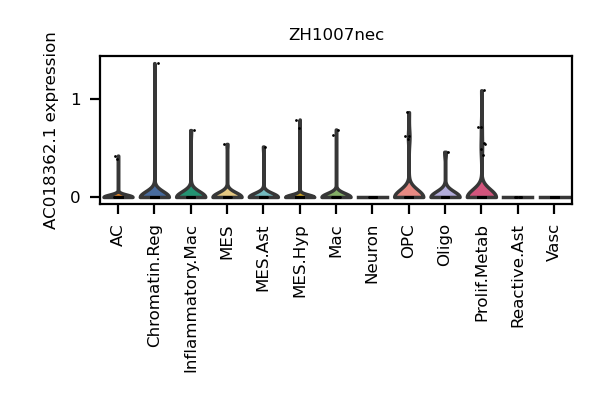 ZH1007nec
AC018362.1 expression
1
0
AC
Chromatin.Reg
Inflammatory.Mac
MES
MES.Ast
MES.Hyp
Mac
Neuron
OPC
Oligo
Prolif.Metab
Reactive.Ast
Vasc